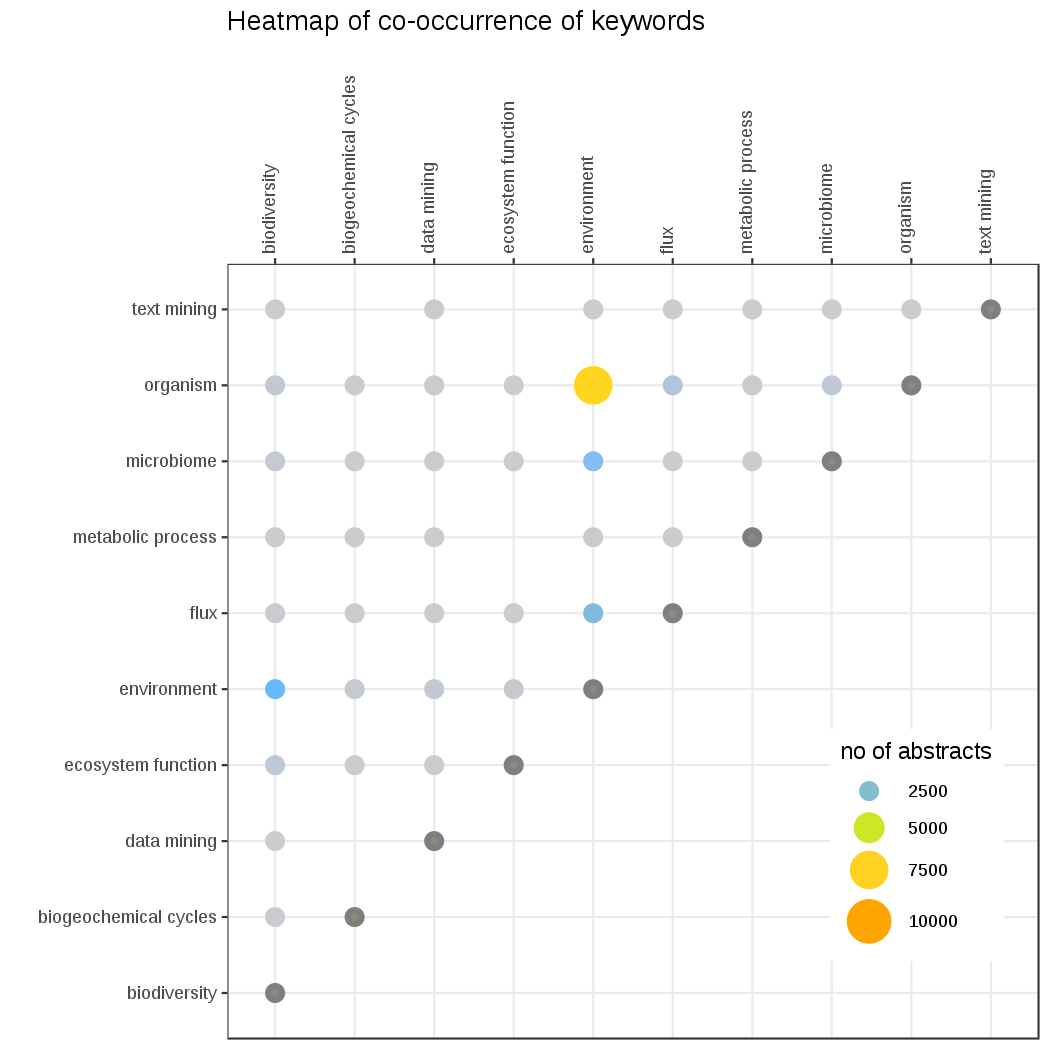 Heatmap of co-occurrence of keywords
biodiversity
biogeochemical cycles
data mining
ecosystem function
environment
flux
metabolic process
microbiome
organism
text mining
text mining
organism
microbiome
metabolic process
flux
environment
ecosystem function
data mining
biogeochemical cycles
biodiversity
no of abstracts
2500
5000
7500
10000